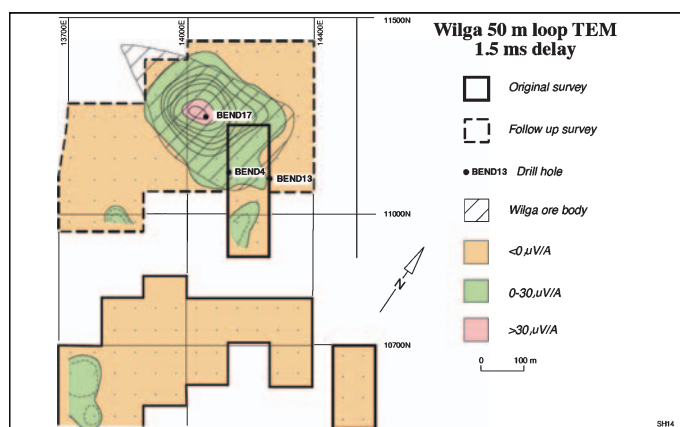 13700E
14000E
14400E
11500N
Wilga 50 m loop TEM
1.5 ms delay
Original survey
Follow up survey
BEND13 Drill hole
Wilga ore body
<0,µV/A
0-30,µV/A
>30,µV/A
0 100 m
BEND17
BEND4
BEND13
11000N
N
10700N
SH14